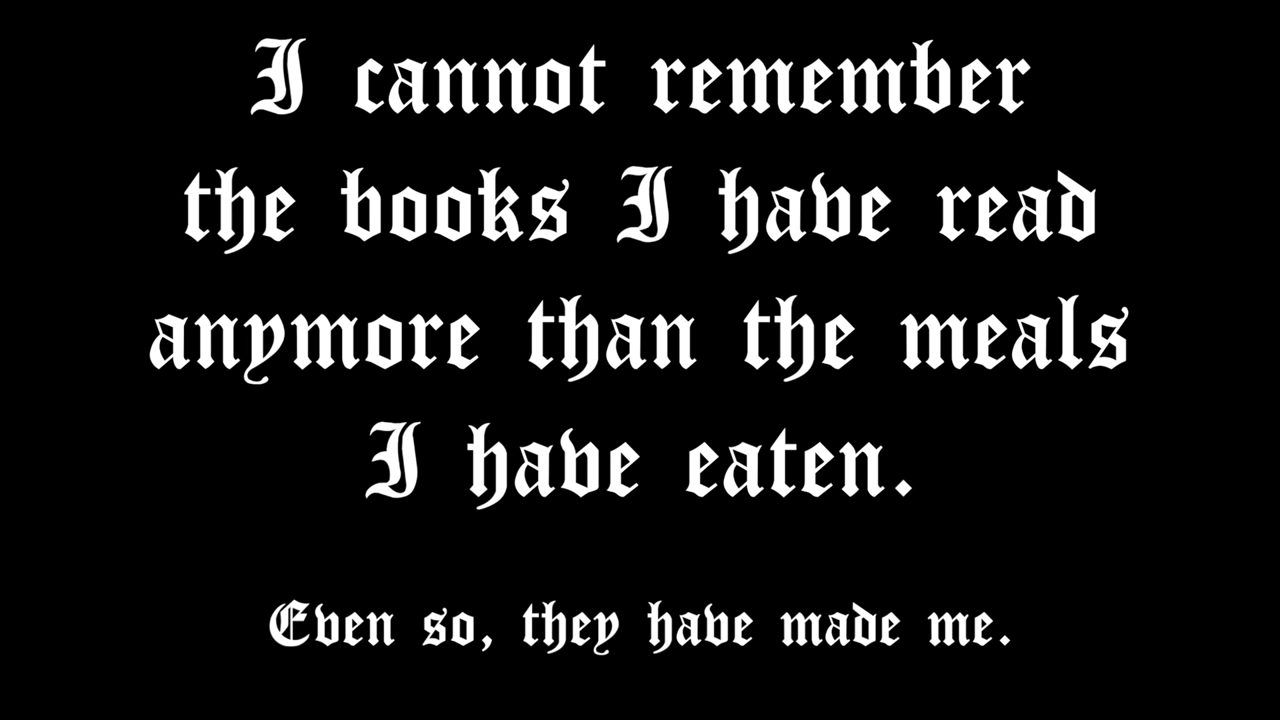 I cannot remember
the books I have read
anymore than the meals
I have eaten.
Even so, they have made me.